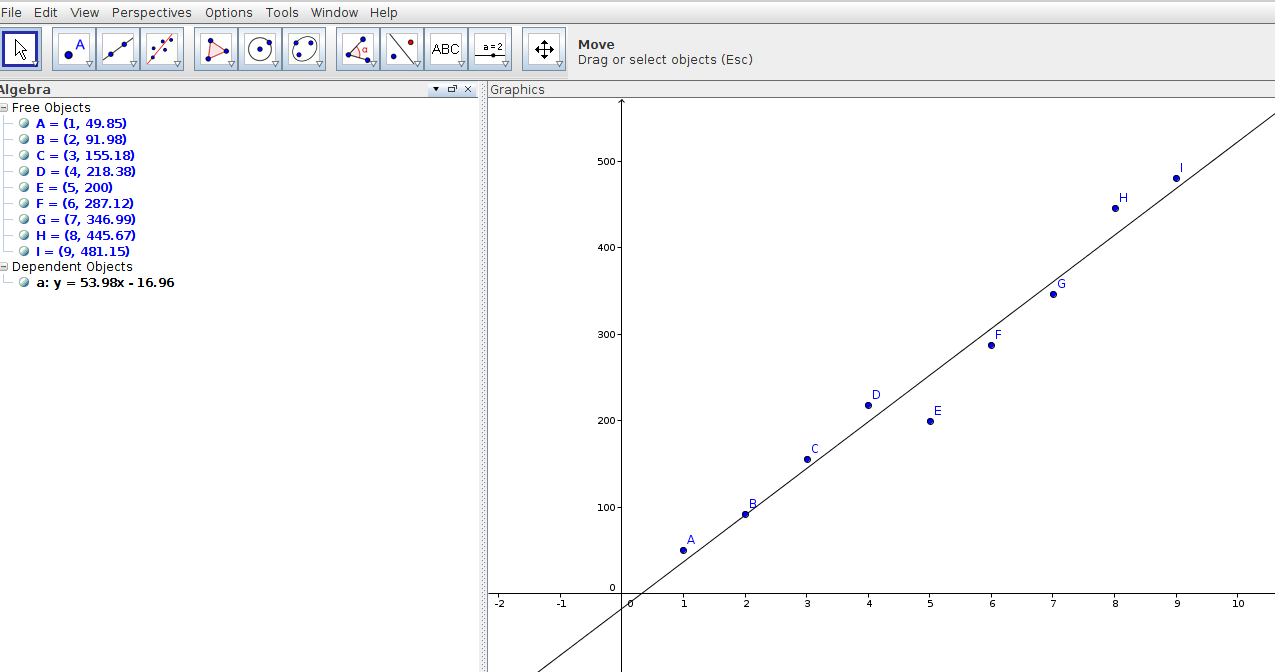 File Edit View Perspectives Options Tools Window Help
A
α
ABC
a=2
Move
Drag or select objects (Esc)
Algebra
Free Objects
A = (1, 49.85)
B = (2, 91.98)
C = (3, 155.18)
D = (4, 218.38)
E = (5, 200)
F = (6, 287.12)
G = (7, 346.99)
H = (8, 445.67)
I = (9, 481.15)
Dependent Objects
a: y = 53.98x - 16.96
Graphics
500
400
300
200
100
0
I
H
G
F
D
E
C
B
A
-2 -1 0 1 2 3 4 5 6 7 8 9 10